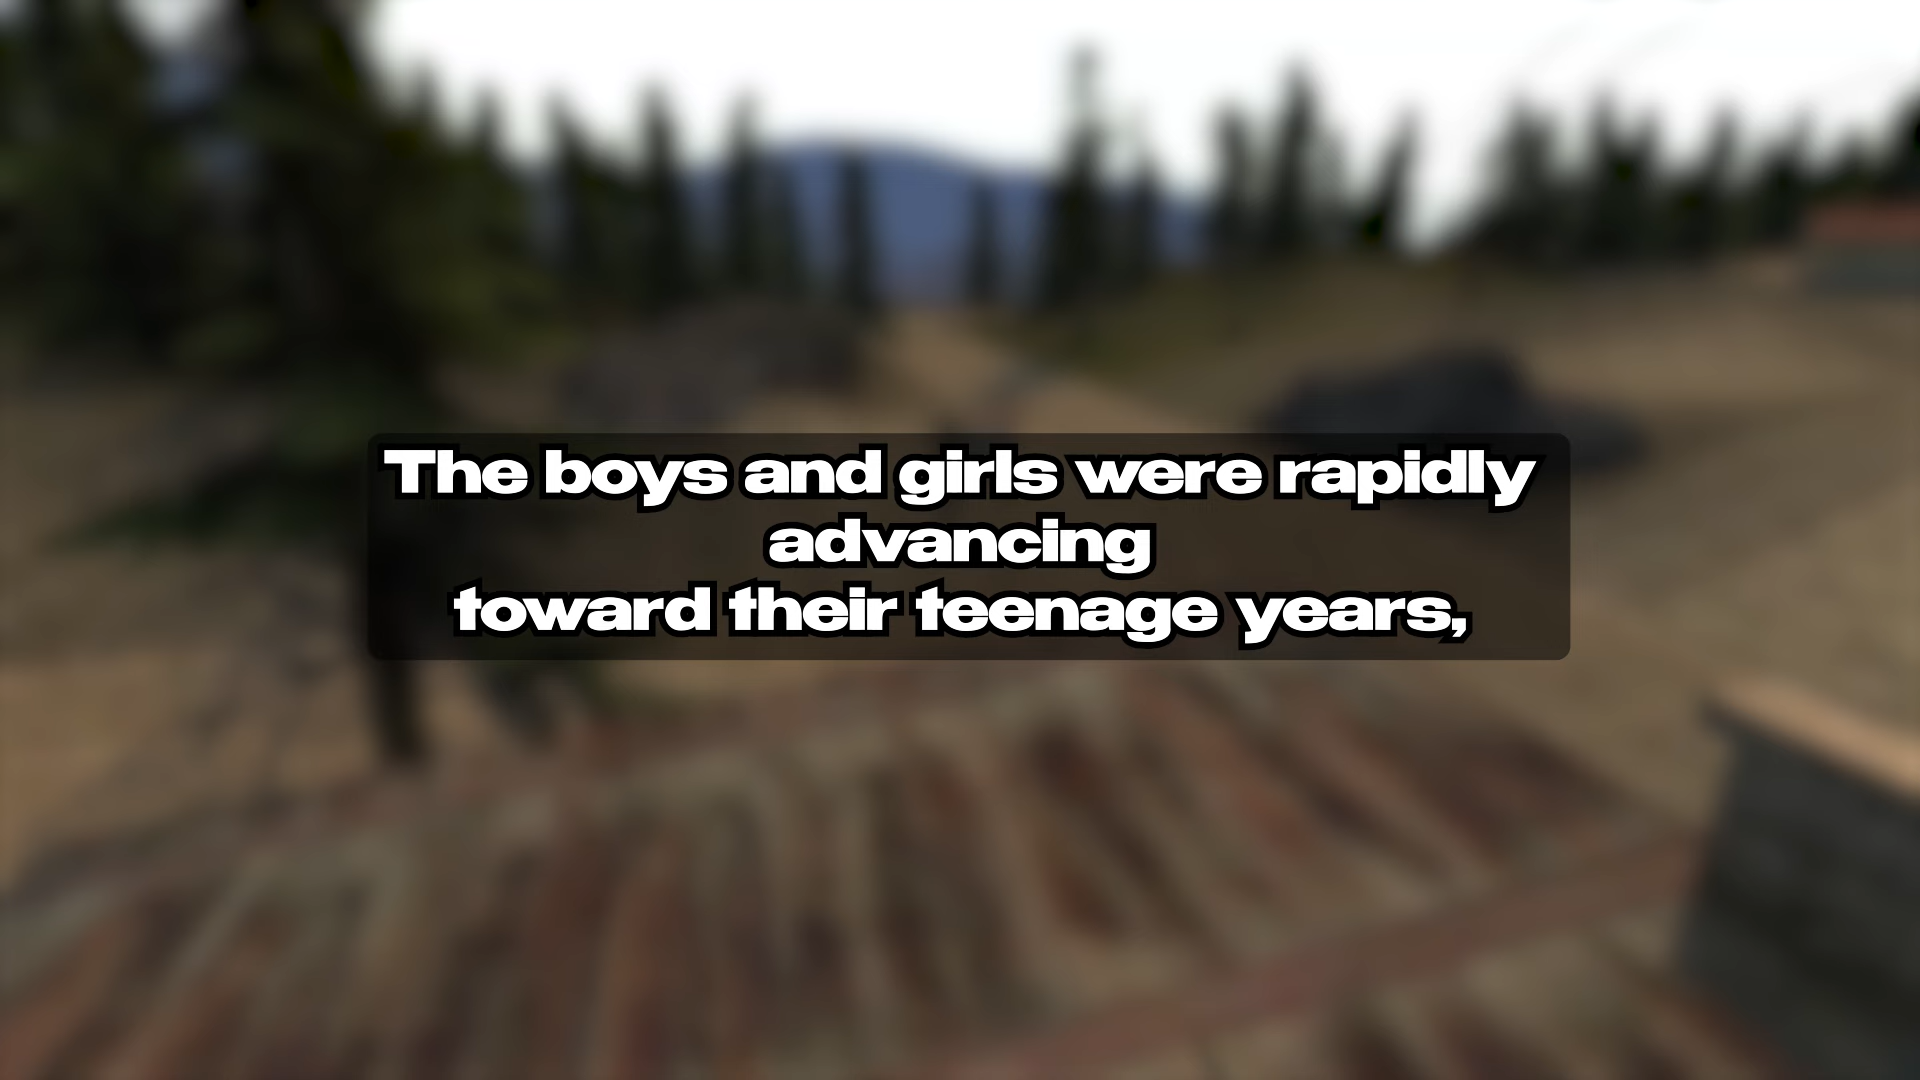 The boys and girls were rapidly
advancing
toward their teenage years,